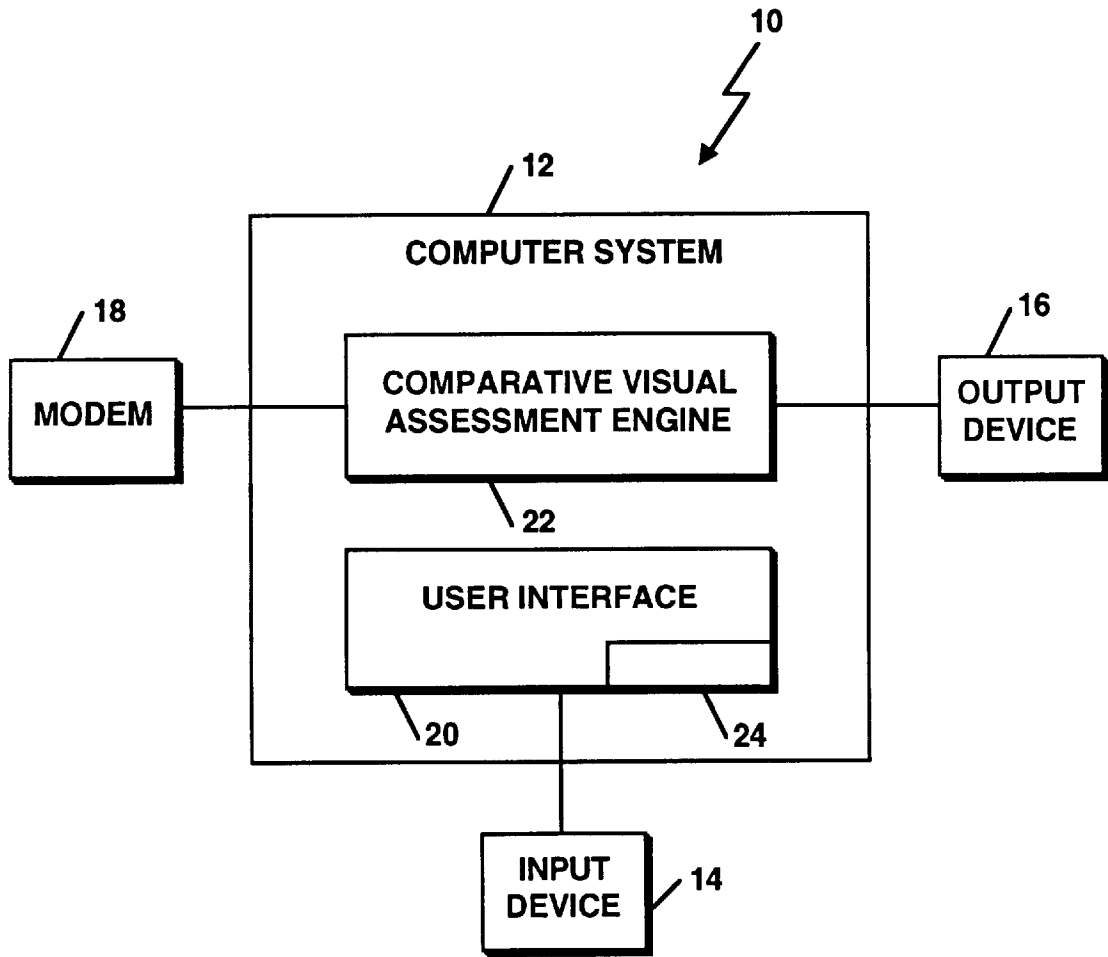 10
12
COMPUTER SYSTEM
18
16
MODEM
COMPARATIVE VISUAL
ASSESSMENT ENGINE
OUTPUT
DEVICE
22
USER INTERFACE
20
24
INPUT
DEVICE
14